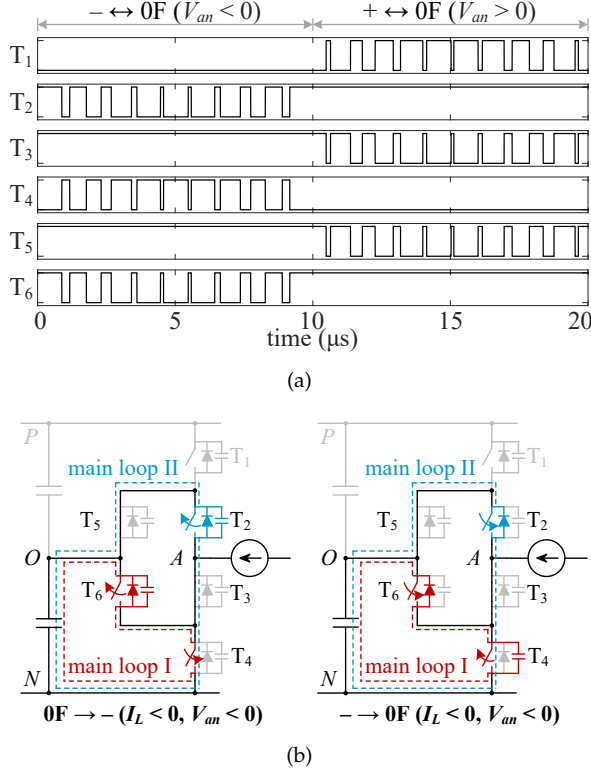 − ↔ 0F (V_an < 0) + ↔ 0F (V_an > 0)
T₁
T₂
T₃
T₄
T₅
T₆
0 5 10 15 20
time (μs)
(a)
P P
T₁ T₁
main loop II main loop II
T₅ T₂ T₅ T₂
O A O A
T₆ T₃ T₆ T₃
main loop I T₄ main loop I T₄
N N
0F → − (I_L < 0, V_an < 0) − → 0F (I_L < 0, V_an < 0)
(b)